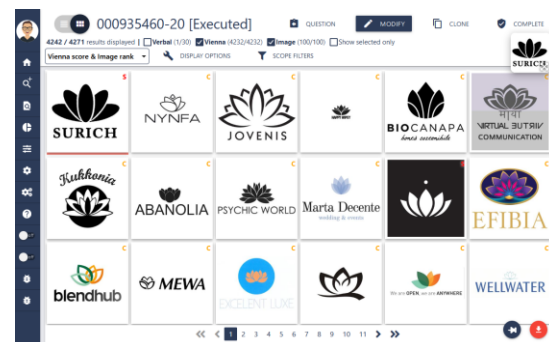 000935460-20 [Executed]
QUESTION
MODIFY
CLONE
COMPLETE
4242 / 4271 results displayed | Verbal (1/30) Vienna (4232/4232) Image (100/100) Show selected only
Vienna score & Image rank
DISPLAY OPTIONS
SCOPE FILTERS
SURICH
S
SURICH
C
NYNFA
C
JOVENIS
C
C
BIOCANAPA
C
माया
VIRTUAL
COMMUNICATION
C
Kukkonia
C
ABANOLIA
C
PSYCHIC WORLD
C
Marta Decente
wedding & events
C
EFIBIA
C
blendhub
C
MEWA
C
EXCELENT LUXE
C
C
We are OPEN, we are ANYWHERE
C
WELLWATER
« < 1 2 3 4 5 6 7 8 9 10 11 > »